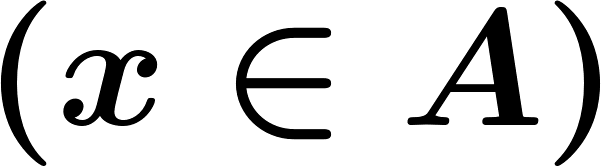 (x ∈ A)